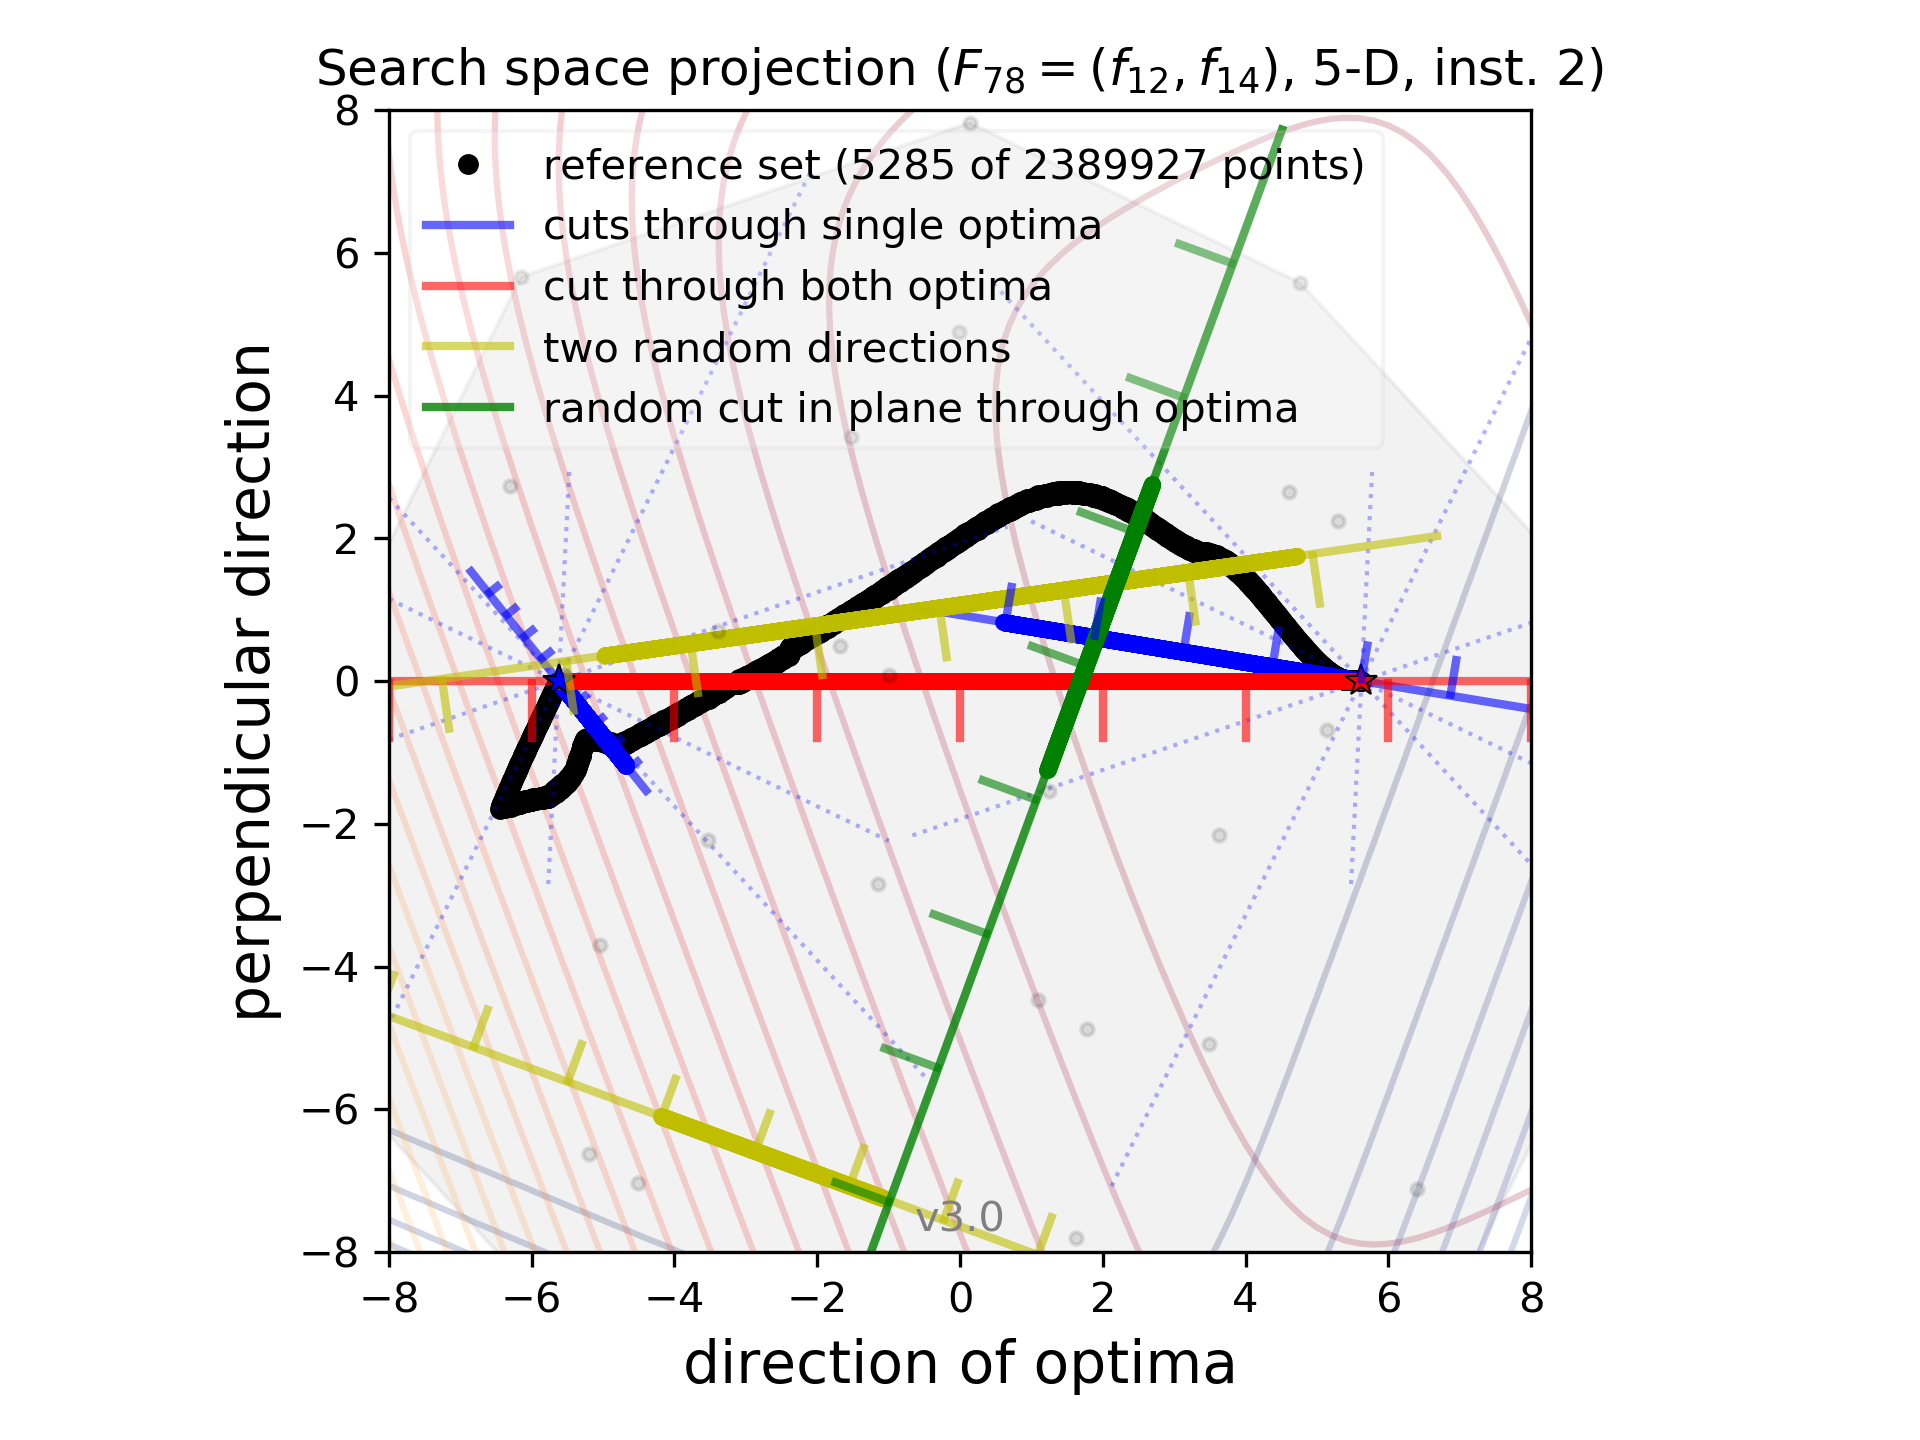 Search space projection (F₇₈ = (f₁₂, f₁₄), 5-D, inst. 2)
reference set (5285 of 2389927 points)
cuts through single optima
cut through both optima
two random directions
random cut in plane through optima
perpendicular direction
8
6
4
2
0
−2
−4
−6
−8
v3.0
−8 −6 −4 −2 0 2 4 6 8
direction of optima